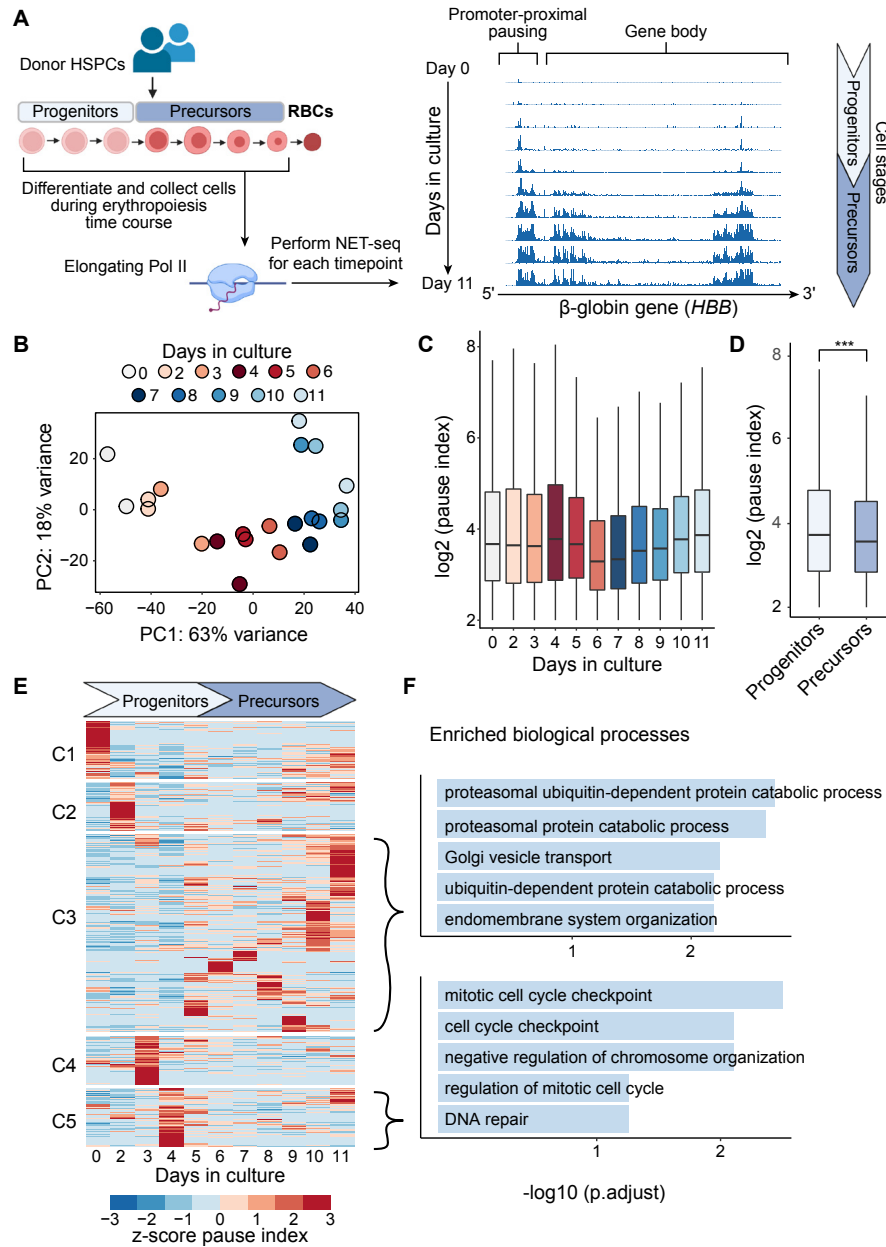 A
Donor HSPCs
Progenitors
Precursors
RBCs
Differentiate and collect cells
during erythropoiesis
time course
Elongating Pol II
Perform NET-seq
for each timepoint
Promoter-proximal
pausing
Gene body
Day 0
Days in culture
Day 11
5'
3'
β-globin gene (HBB)
Progenitors
Precursors
Cell stages
B
Days in culture
0 2 3 4 5 6
7 8 9 10 11
PC2: 18% variance
20
0
−20
−60 −40 −20 0 20 40
PC1: 63% variance
C
log2 (pause index)
8
6
4
2
0 2 3 4 5 6 7 8 9 10 11
Days in culture
D
***
log2 (pause index)
8
6
4
2
Progenitors
Precursors
E
Progenitors
Precursors
C1
C2
C3
C4
C5
0 2 3 4 5 6 7 8 9 10 11
Days in culture
−3 −2 −1 0 1 2 3
z-score pause index
F
Enriched biological processes
proteasomal ubiquitin-dependent protein catabolic process
proteasomal protein catabolic process
Golgi vesicle transport
ubiquitin-dependent protein catabolic process
endomembrane system organization
1 2
mitotic cell cycle checkpoint
cell cycle checkpoint
negative regulation of chromosome organization
regulation of mitotic cell cycle
DNA repair
1 2
-log10 (p.adjust)